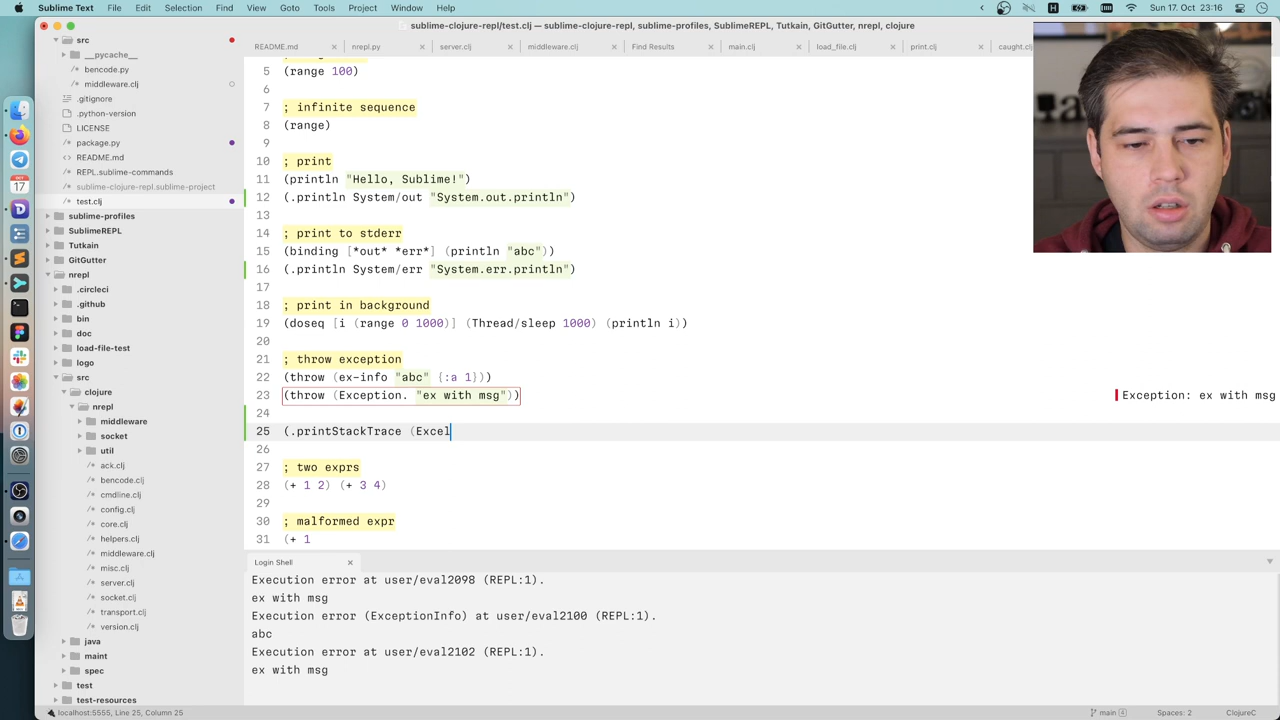 Sublime Text
File
Edit
Selection
Find
View
Goto
Tools
Project
Window
Help
Sun 17. Oct 23:16
sublime-clojure-repl/test.clj — sublime-clojure-repl, sublime-profiles, SublimeREPL, Tutkain, GitGutter, nrepl, clojure
README.md
nrepl.py
server.clj
middleware.clj
Find Results
main.clj
load_file.clj
print.clj
caught.clj
src
__pycache__
bencode.py
middleware.clj
.gitignore
.python-version
LICENSE
package.py
README.md
REPL.sublime-commands
sublime-clojure-repl.sublime-project
test.clj
sublime-profiles
SublimeREPL
Tutkain
GitGutter
nrepl
.circleci
.github
bin
doc
load-file-test
logo
src
clojure
nrepl
middleware
socket
util
ack.clj
bencode.clj
cmdline.clj
config.clj
core.clj
helpers.clj
middleware.clj
misc.clj
server.clj
socket.clj
transport.clj
version.clj
java
maint
spec
test
test-resources
OCT
17
5 (range 100)
6
7 ; infinite sequence
8 (range)
9
10 ; print
11 (println "Hello, Sublime!")
12 (.println System/out "System.out.println")
13
14 ; print to stderr
15 (binding [*out* *err*] (println "abc"))
16 (.println System/err "System.err.println")
17
18 ; print in background
19 (doseq [i (range 0 1000)] (Thread/sleep 1000) (println i))
20
21 ; throw exception
22 (throw (ex-info "abc" {:a 1}))
23 (throw (Exception. "ex with msg"))
Exception: ex with msg
24
25 (.printStackTrace (Excel
26
27 ; two exprs
28 (+ 1 2) (+ 3 4)
29
30 ; malformed expr
31 (+ 1
Login Shell
Execution error at user/eval2098 (REPL:1).
ex with msg
Execution error (ExceptionInfo) at user/eval2100 (REPL:1).
abc
Execution error at user/eval2102 (REPL:1).
ex with msg
localhost:5555, Line 25, Column 25
main 4
Spaces: 2
ClojureC